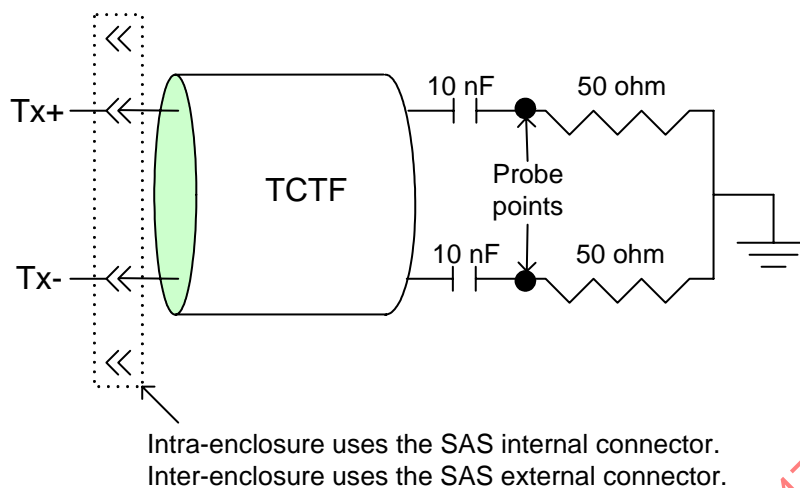 10 nF
50 ohm
Tx+
TCTF
Probe
points
10 nF
50 ohm
Tx-
Intra-enclosure uses the SAS internal connector.
Inter-enclosure uses the SAS external connector.